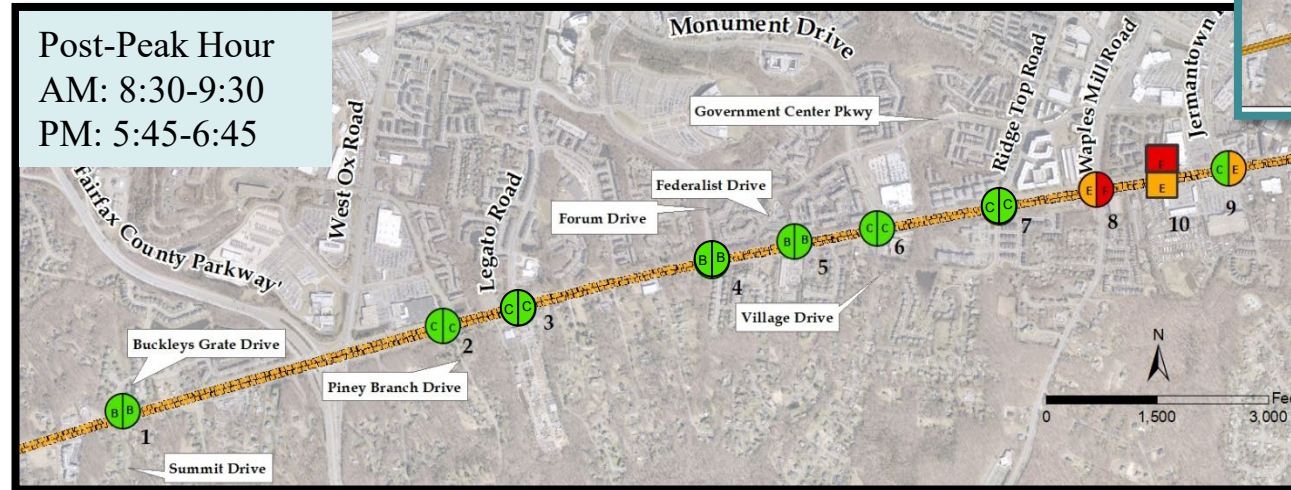 Post-Peak Hour
AM: 8:30-9:30
PM: 5:45-6:45
Monument Drive
Government Center Pkwy
Ridge Top Road
Waples Mill Road
Jermantown
West Ox Road
Fairfax County Parkway'
Legato Road
Federalist Drive
Forum Drive
Village Drive
Buckleys Grate Drive
Piney Branch Drive
Summit Drive
B B
1
C C
2
C C
3
B B
4
B B
5
C C
6
C C
7
E F
8
F
E
10
C E
9
N
0 1,500 3,000